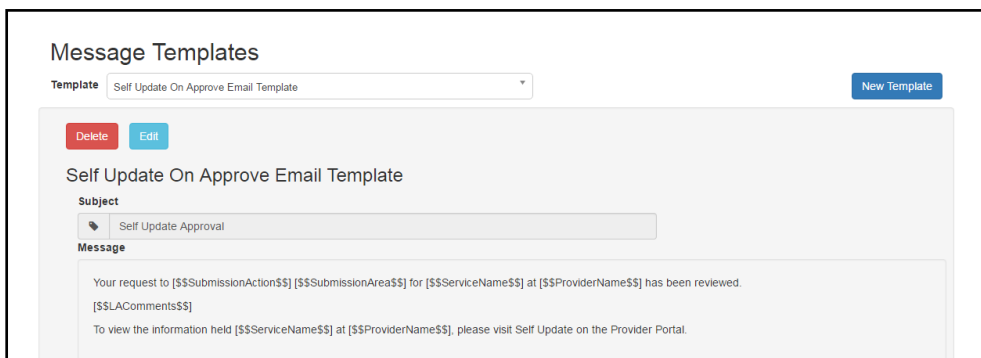 Message Templates
Template Self Update On Approve Email Template New Template
Delete Edit
Self Update On Approve Email Template
Subject
Self Update Approval
Message
Your request to [$$SubmissionAction$$] [$$SubmissionArea$$] for [$$ServiceName$$] at [$$ProviderName$$] has been reviewed.
[$$LAComments$$]
To view the information held [$$ServiceName$$] at [$$ProviderName$$], please visit Self Update on the Provider Portal.